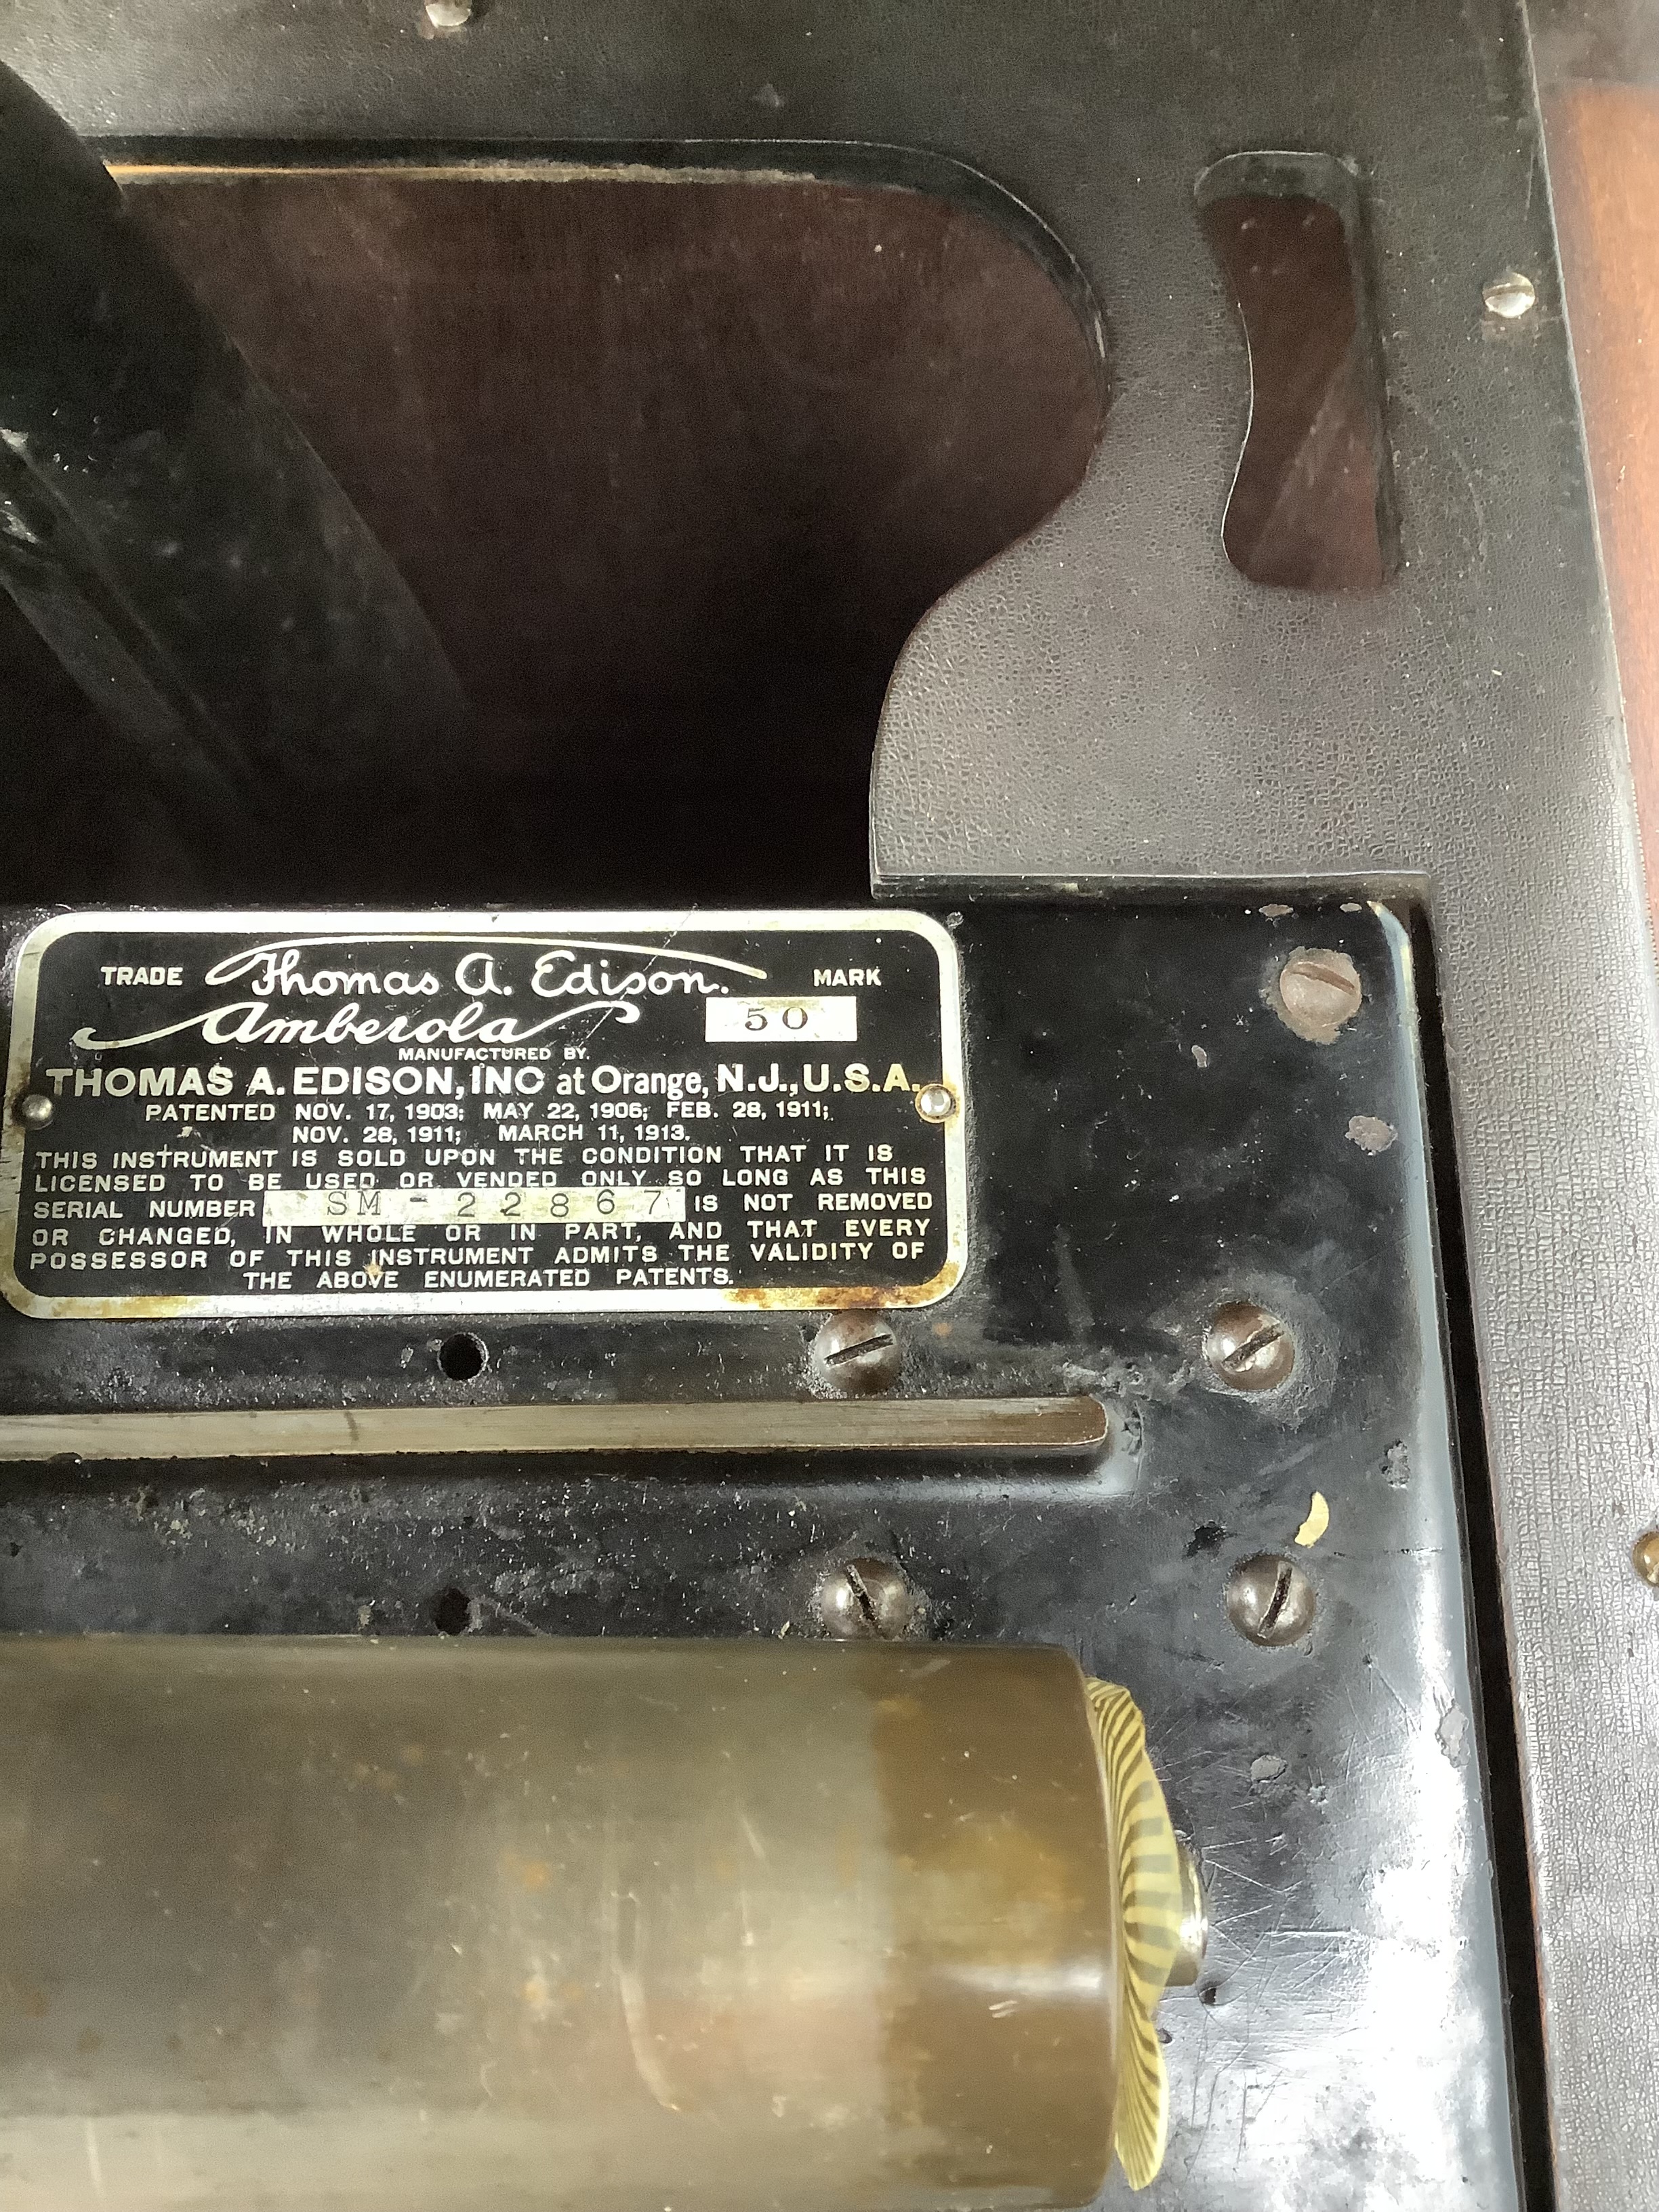 TRADE Thomas A. Edison. MARK
Amberola 50
MANUFACTURED BY.
THOMAS A. EDISON, INC at Orange, N.J., U.S.A.
PATENTED NOV. 17, 1903; MAY 22, 1906; FEB. 28, 1911;
NOV. 28, 1911; MARCH 11, 1913.
THIS INSTRUMENT IS SOLD UPON THE CONDITION THAT IT IS
LICENSED TO BE USED OR VENDED ONLY SO LONG AS THIS
SERIAL NUMBER SM-22867 IS NOT REMOVED
OR CHANGED, IN WHOLE OR IN PART, AND THAT EVERY
POSSESSOR OF THIS INSTRUMENT ADMITS THE VALIDITY OF
THE ABOVE ENUMERATED PATENTS.